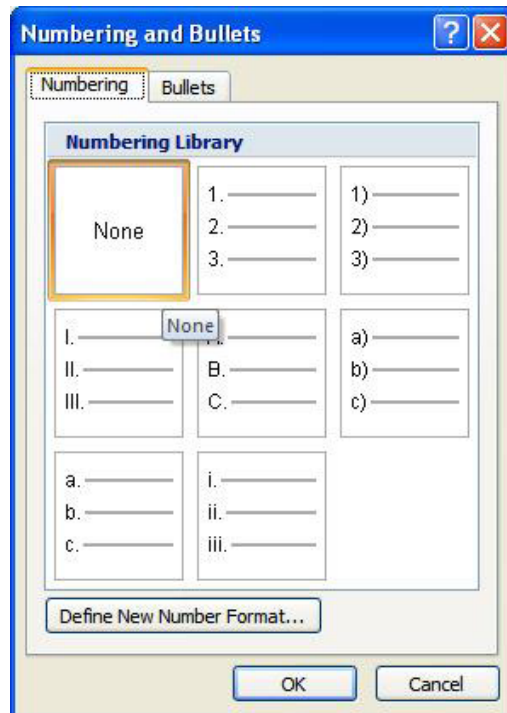 Numbering and Bullets
Numbering Bullets
Numbering Library
None
1.
2.
3.
1)
2)
3)
None
I.
II.
III.
B.
C.
a)
b)
c)
a.
b.
c.
i.
ii.
iii.
Define New Number Format...
OK Cancel